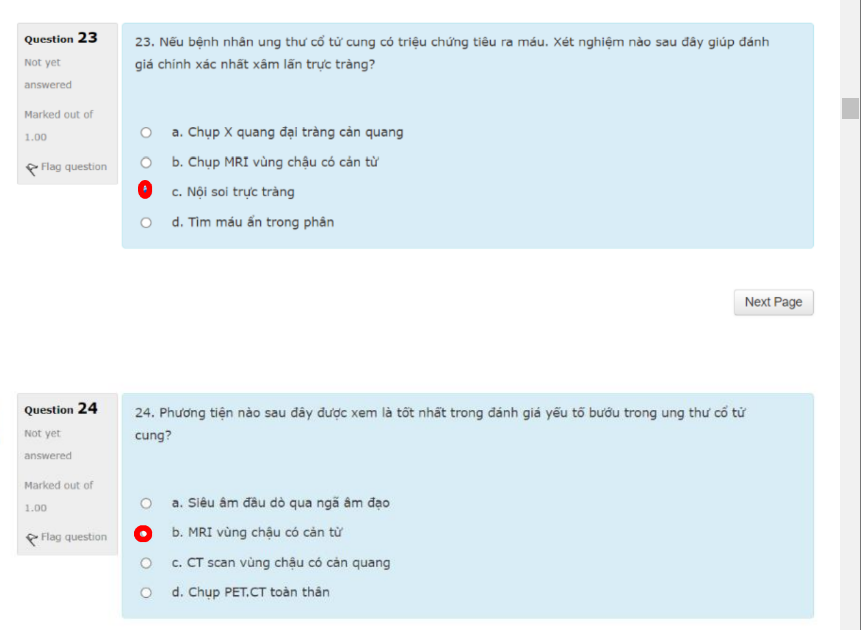 Question 23
Not yet
answered
Marked out of
1.00
Flag question
23. Nếu bệnh nhân ung thư cổ tử cung có triệu chứng tiêu ra máu. Xét nghiệm nào sau đây giúp đánh
giá chính xác nhất xâm lấn trực tràng?
a. Chụp X quang đại tràng cản quang
b. Chụp MRI vùng chậu có cản từ
c. Nội soi trực tràng
d. Tìm máu ẩn trong phân
Next Page
Question 24
Not yet
answered
Marked out of
1.00
Flag question
24. Phương tiện nào sau đây được xem là tốt nhất trong đánh giá yếu tố bướu trong ung thư cổ tử
cung?
a. Siêu âm đầu dò qua ngã âm đạo
b. MRI vùng chậu có cản từ
c. CT scan vùng chậu có cản quang
d. Chụp PET.CT toàn thân